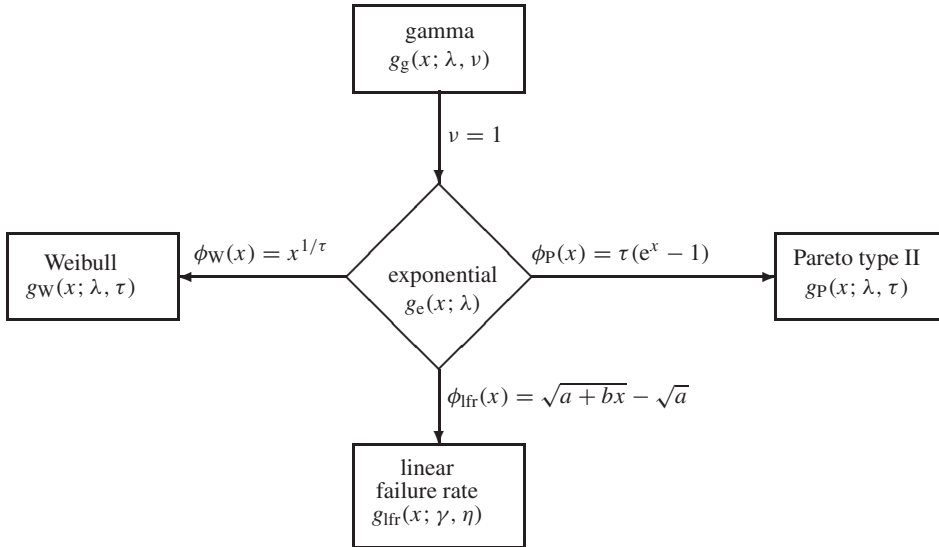 gamma
g_g(x; λ, ν)
ν = 1
ϕ_W(x) = x^{1/τ}
ϕ_P(x) = τ(e^x − 1)
Weibull
g_W(x; λ, τ)
exponential
g_e(x; λ)
Pareto type II
g_P(x; λ, τ)
ϕ_lfr(x) = √(a + bx) − √a
linear
failure rate
g_lfr(x; γ, η)